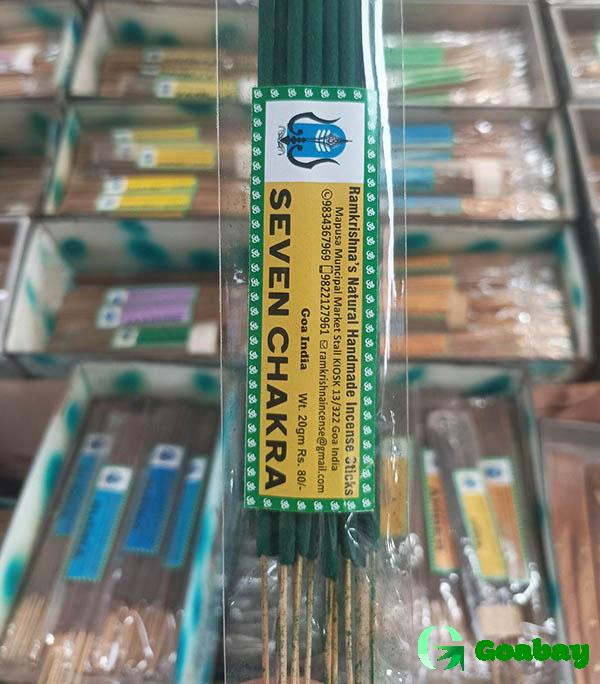 Ramkrishna's Natural Handmade Incense Sticks
Mapusa Muncipal Market Stall KIOSK 13/322 Goa India
9834367969 9822127961 ramkrishnaincense@gmail.com
Goa India Wt. 20gm Rs. 80/-
SEVEN CHAKRA
Goabay